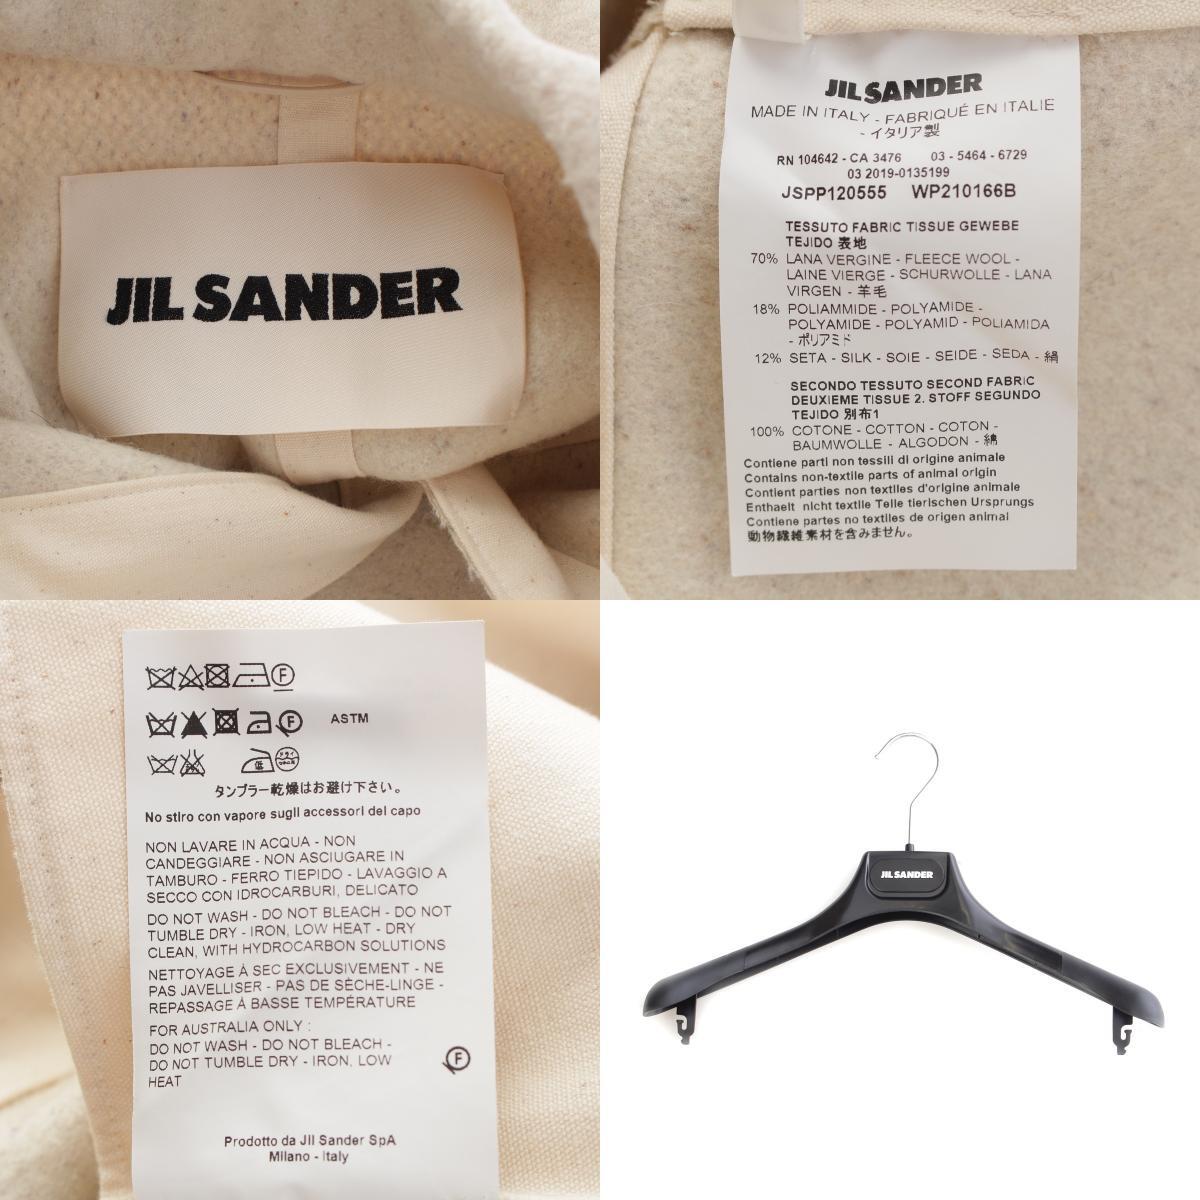 JIL SANDER
JIL SANDER
MADE IN ITALY - FABRIQUÉ EN ITALIE
- イタリア製
RN 104642 - CA 3476 03 - 5464 - 6729
03 2019-0135199
JSPP120555 WP210166B
TESSUTO FABRIC TISSUE GEWEBE
TEJIDO 表地
70% LANA VERGINE - FLEECE WOOL -
LAINE VIERGE - SCHURWOLLE - LANA
VIRGEN - 羊毛
18% POLIAMMIDE - POLYAMIDE -
POLYAMIDE - POLYAMID - POLIAMIDA
- ポリアミド
12% SETA - SILK - SOIE - SEIDE - SEDA - 絹
SECONDO TESSUTO SECOND FABRIC
DEUXIEME TISSUE 2. STOFF SEGUNDO
TEJIDO 別布1
100% COTONE - COTTON - COTON -
BAUMWOLLE - ALGODON - 綿
Contiene parti non tessili di origine animale
Contains non-textile parts of animal origin
Contient parties non textiles d'origine animale
Enthaelt nicht textile Teile tierischen Ursprungs
Contiene partes no textiles de origen animal
動物繊維素材を含みません。
F
F ASTM
低 ドライ
タンブラー乾燥はお避け下さい。
No stiro con vapore sugli accessori del capo
NON LAVARE IN ACQUA - NON
CANDEGGIARE - NON ASCIUGARE IN
TAMBURO - FERRO TIEPIDO - LAVAGGIO A
SECCO CON IDROCARBURI, DELICATO
DO NOT WASH - DO NOT BLEACH - DO NOT
TUMBLE DRY - IRON, LOW HEAT - DRY
CLEAN, WITH HYDROCARBON SOLUTIONS
NETTOYAGE À SEC EXCLUSIVEMENT - NE
PAS JAVELLISER - PAS DE SÈCHE-LINGE -
REPASSAGE À BASSE TEMPÉRATURE
FOR AUSTRALIA ONLY :
DO NOT WASH - DO NOT BLEACH -
DO NOT TUMBLE DRY - IRON, LOW
HEAT
F
Prodotto da Jil Sander SpA
Milano - Italy
JIL SANDER